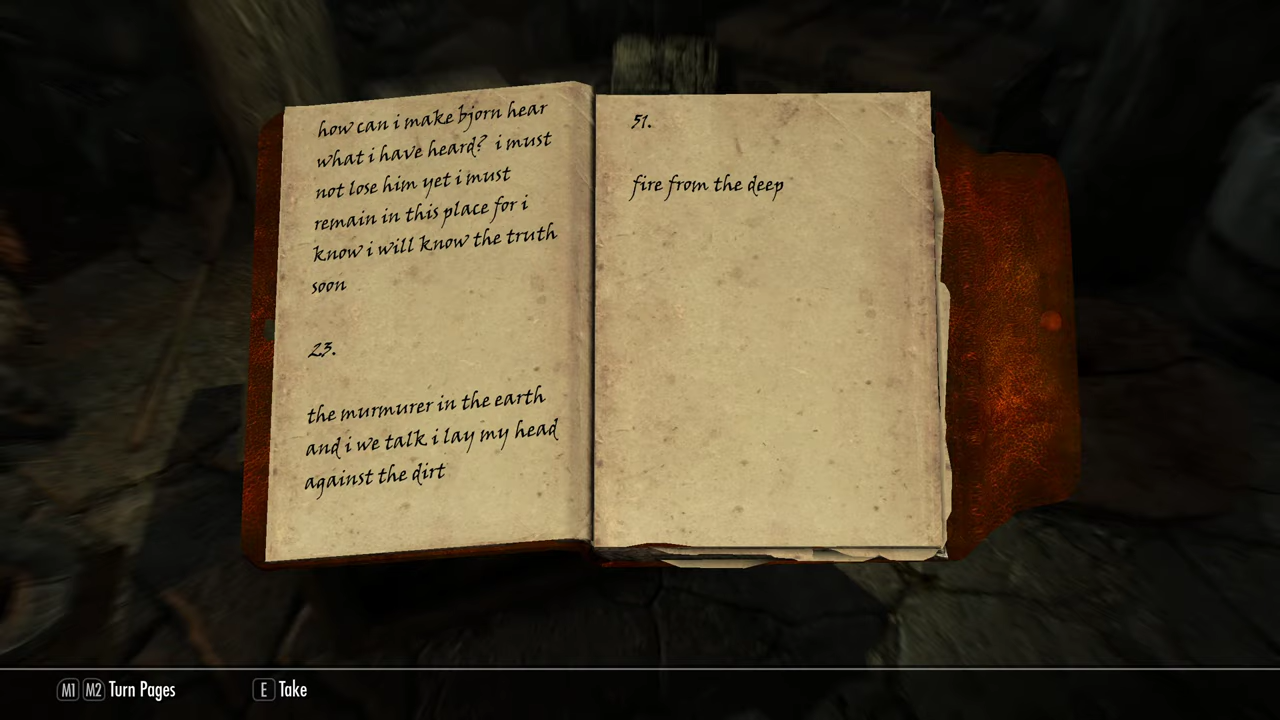 how can i make bjorn hear
what i have heard? i must
not lose him yet i must
remain in this place for i
know i will know the truth
soon
23.
the murmurer in the earth
and i we talk i lay my head
against the dirt
51.
fire from the deep
M1 M2 Turn Pages
E Take